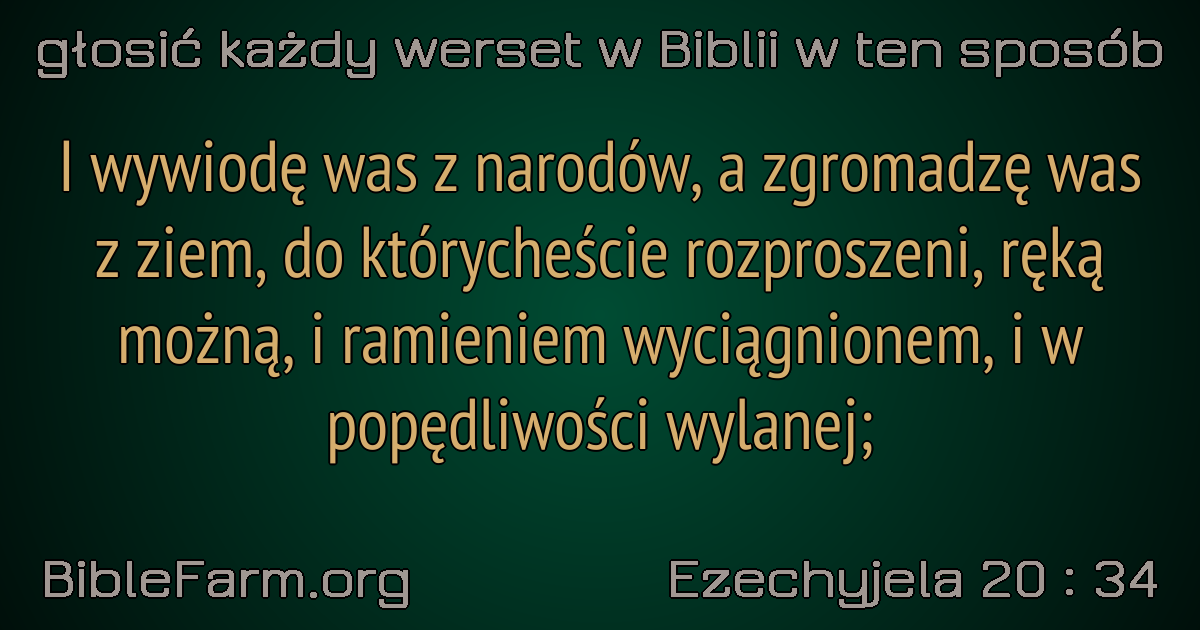 głosić każdy werset w Biblii w ten sposób
I wywiodę was z narodów, a zgromadzę was
z ziem, do którycheście rozproszeni, ręką
możną, i ramieniem wyciągnionem, i w
popędliwości wylanej;
BibleFarm.org
Ezechyjela 20 : 34